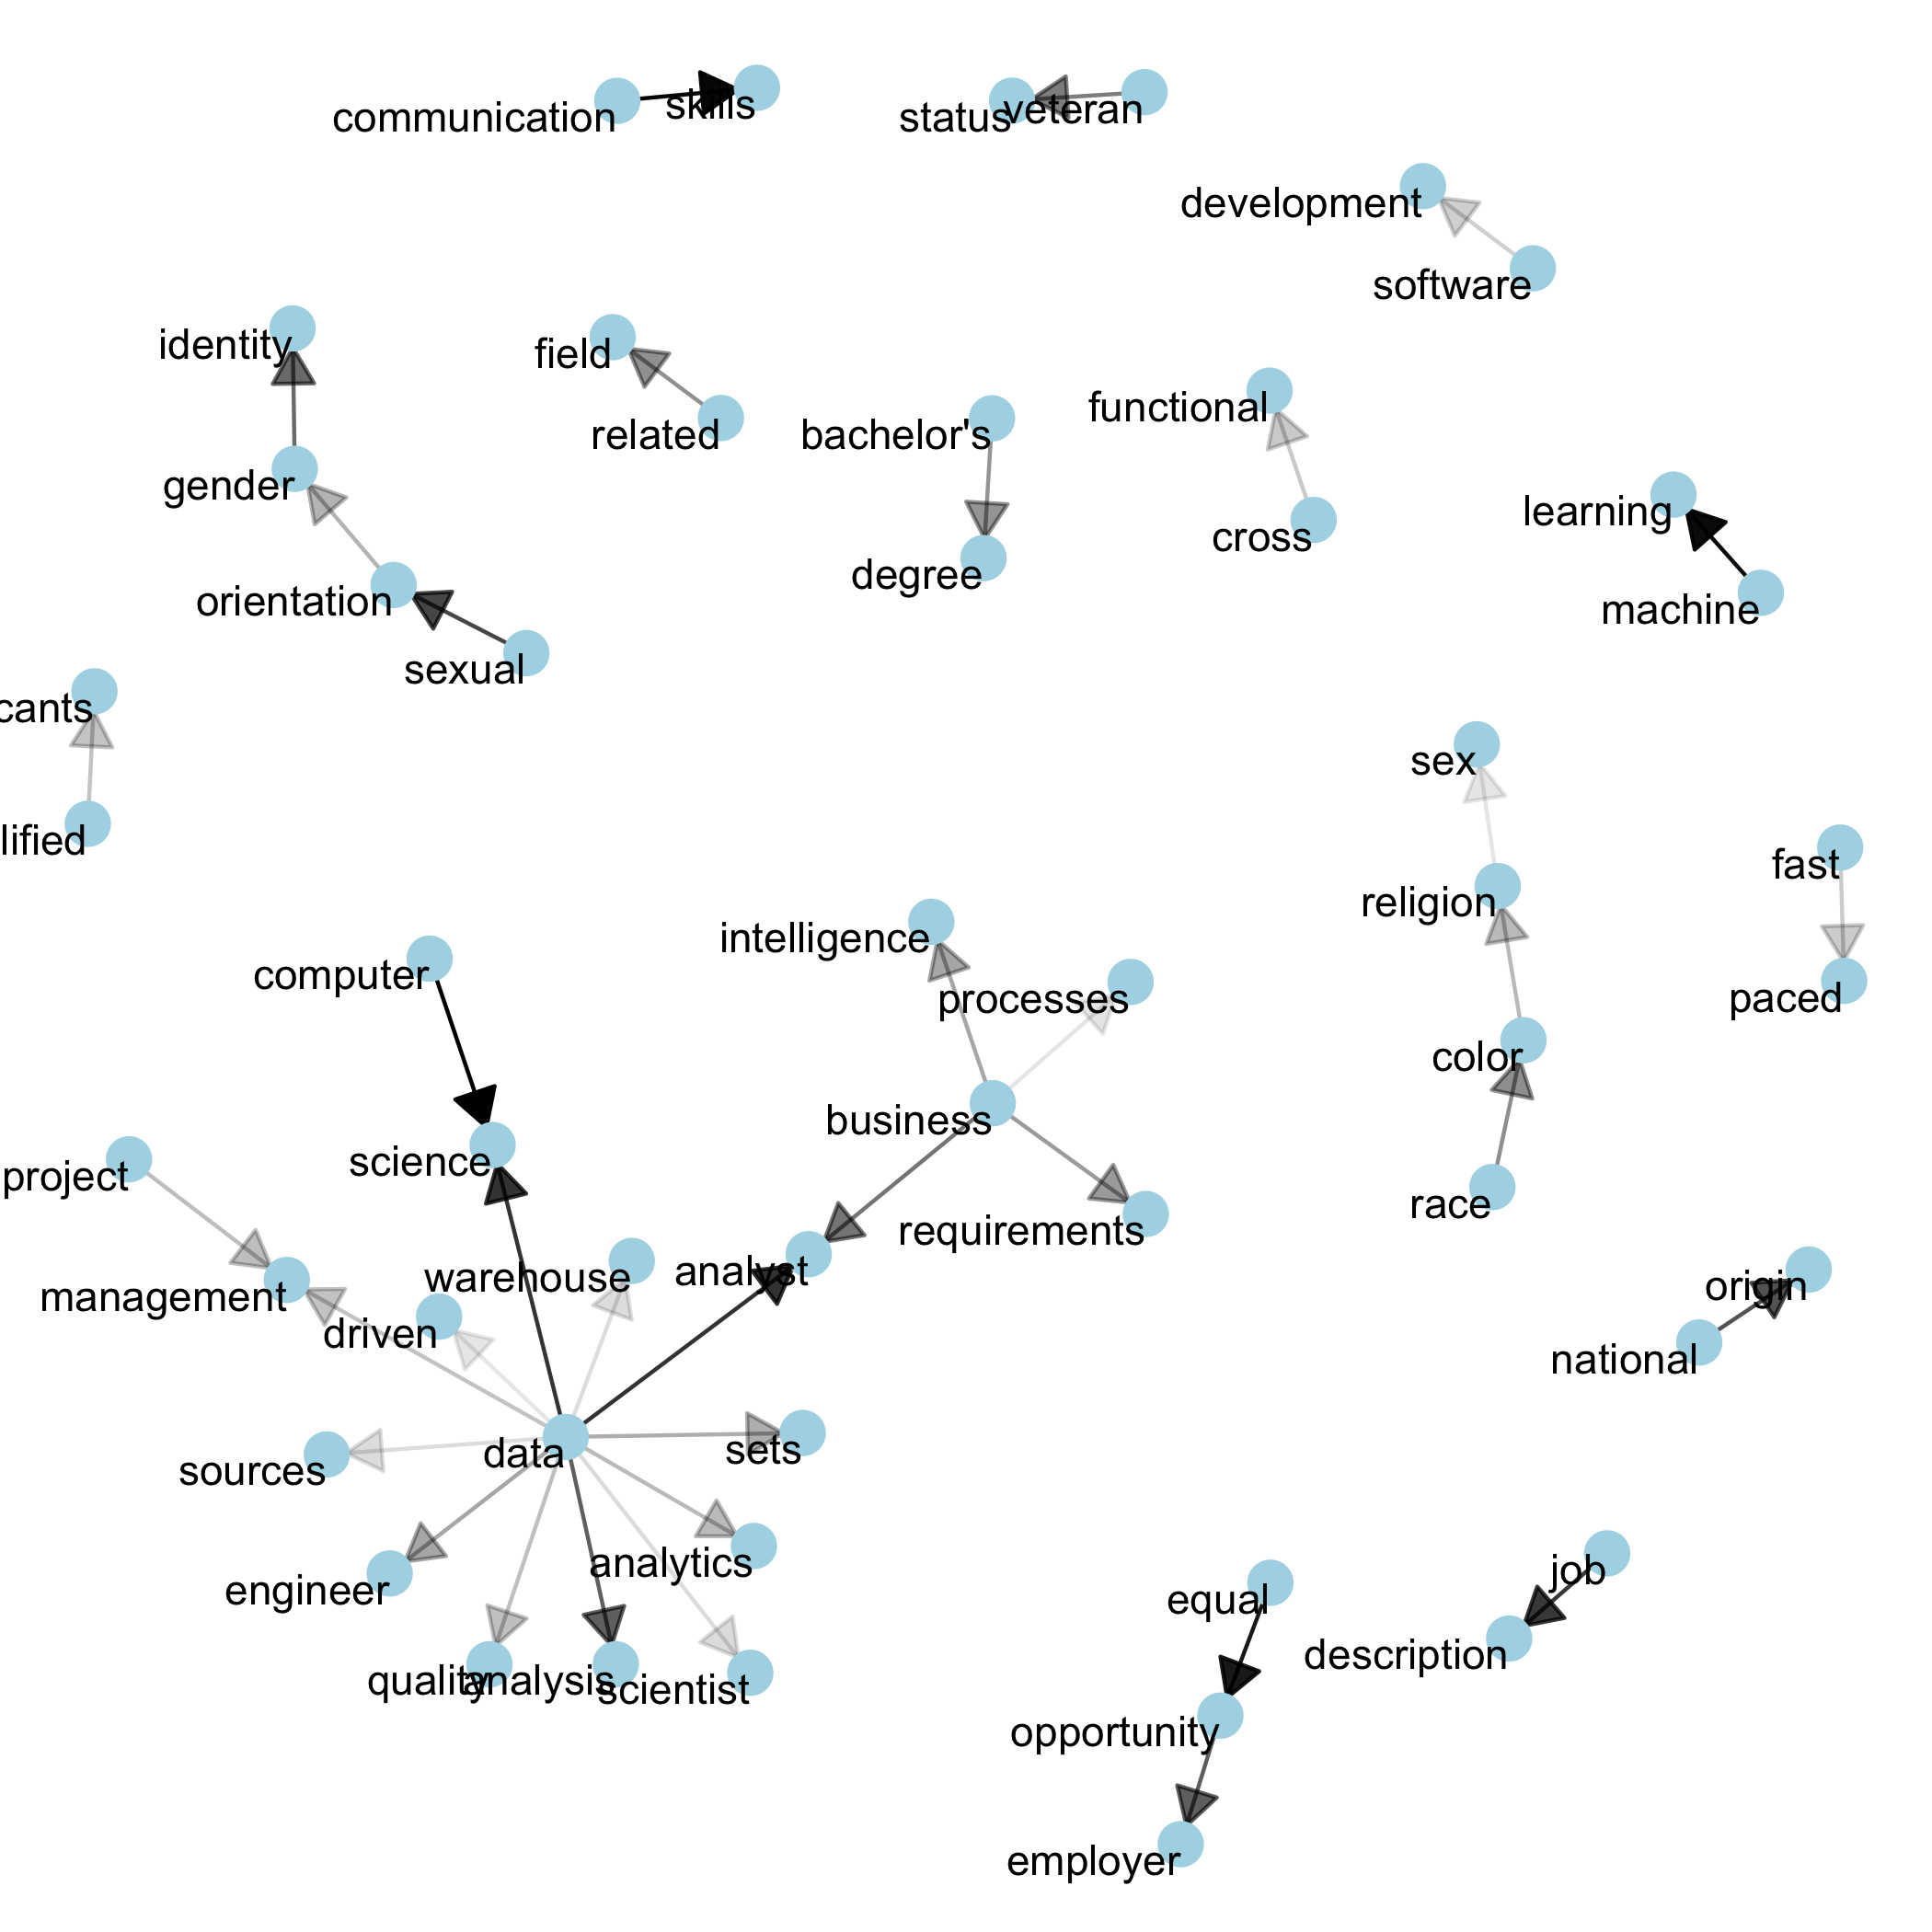 communication
skills
status
veteran
development
software
identity
field
related
bachelor's
functional
gender
learning
cross
degree
orientation
machine
sexual
cants
sex
lified
fast
religion
intelligence
computer
processes
paced
color
business
science
project
race
requirements
analyst
warehouse
origin
management
driven
national
sets
data
sources
analytics
job
engineer
equal
description
quality
analysis
scientist
opportunity
employer